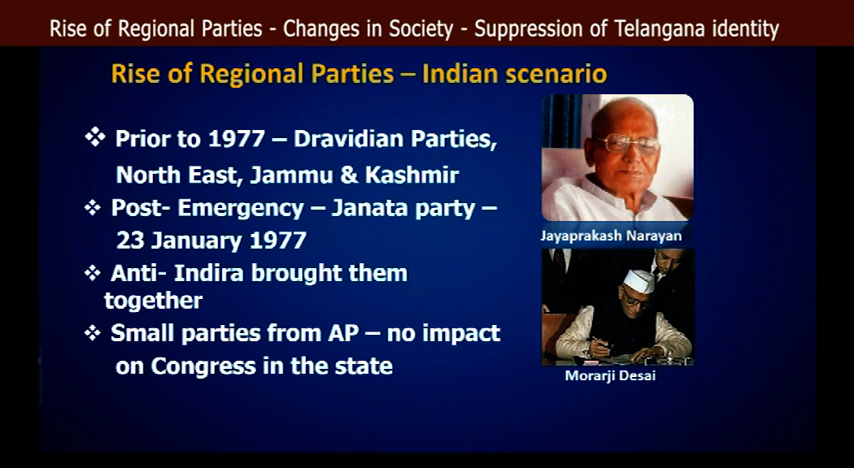 Rise of Regional Parties - Changes in Society - Suppression of Telangana identity
Rise of Regional Parties – Indian scenario
❖ Prior to 1977 – Dravidian Parties,
North East, Jammu & Kashmir
❖ Post- Emergency – Janata party –
23 January 1977
❖ Anti- Indira brought them
together
❖ Small parties from AP – no impact
on Congress in the state
Jayaprakash Narayan
Morarji Desai